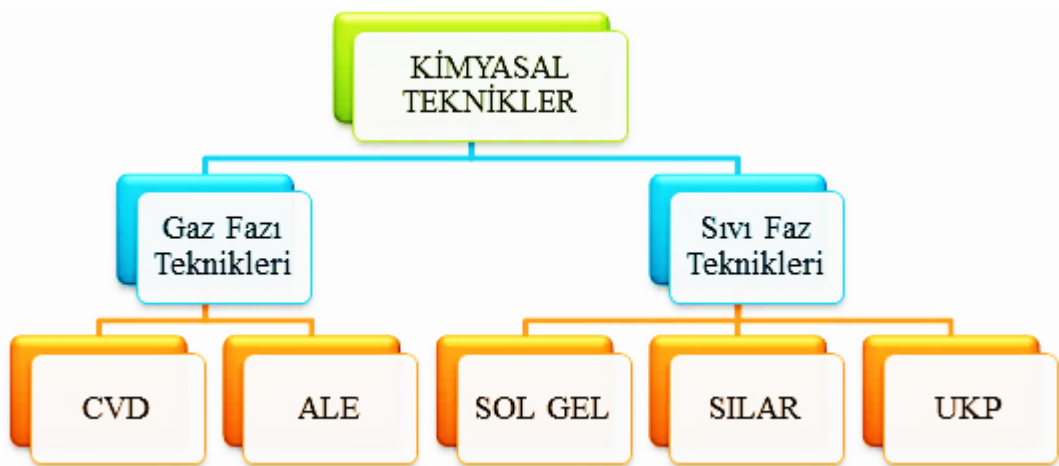 KİMYASAL
TEKNİKLER
Gaz Fazı
Teknikleri
Sıvı Faz
Teknikleri
CVD
ALE
SOL GEL
SILAR
UKP